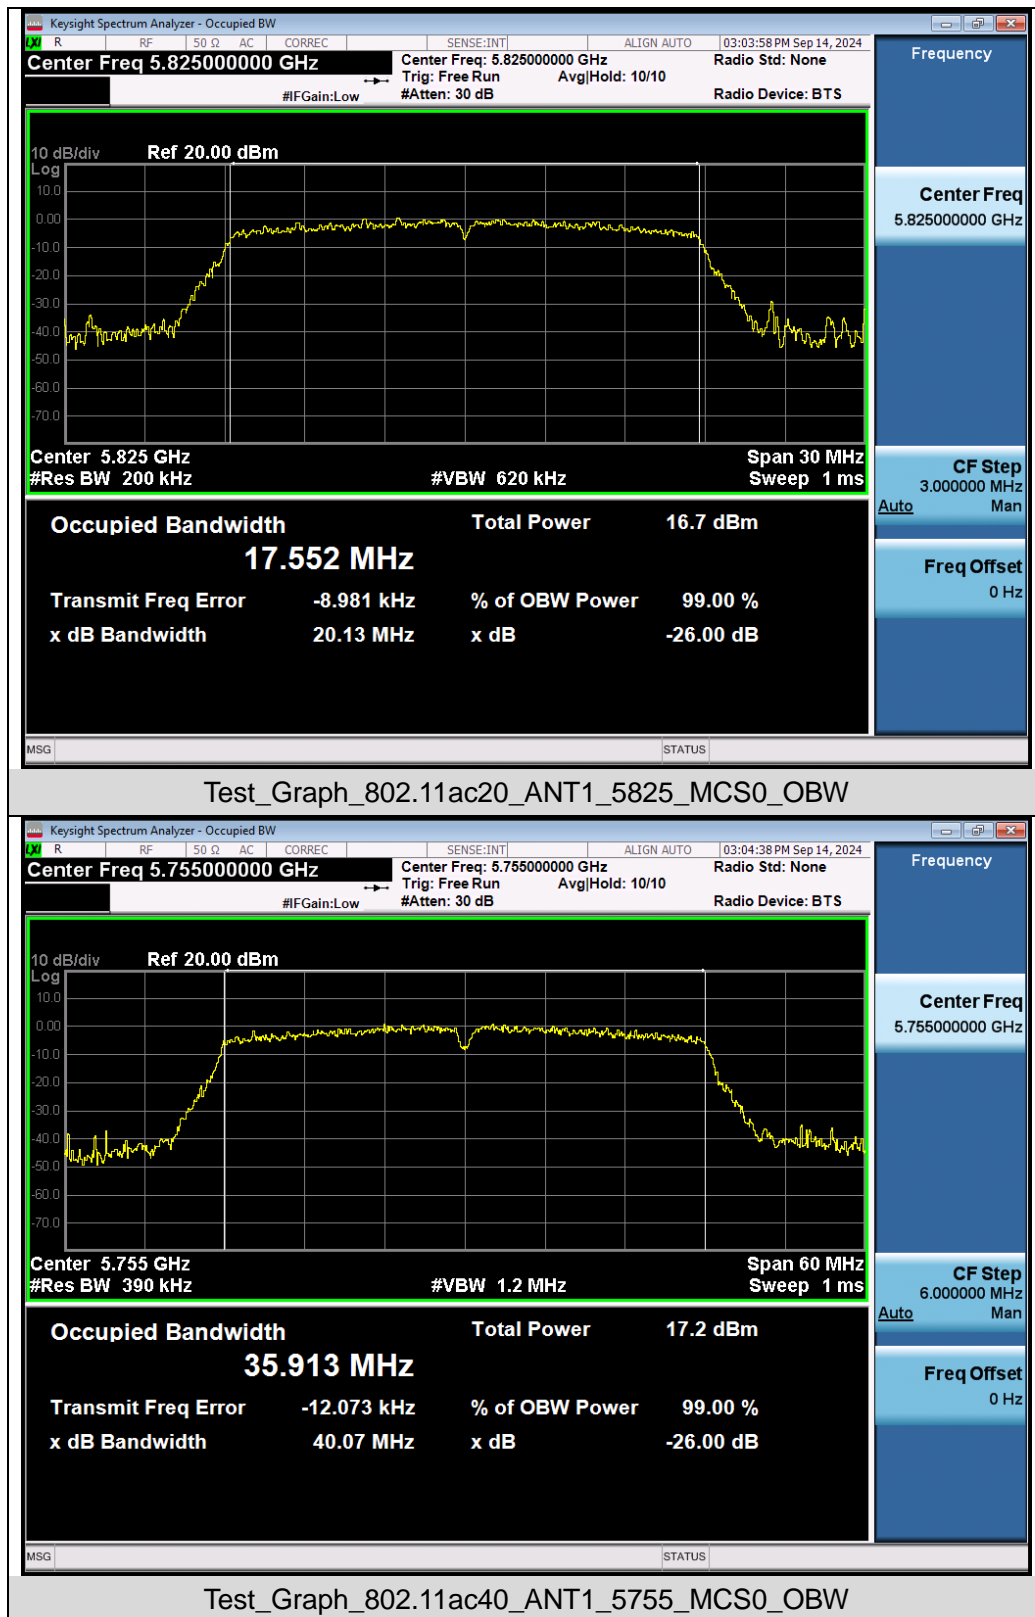 Keysight Spectrum Analyzer - Occupied BW
LXI R RF 50 Ω AC CORREC SENSE:INT ALIGN AUTO 03:03:58 PM Sep 14, 2024
Center Freq 5.825000000 GHz
Center Freq: 5.825000000 GHz
Radio Std: None
Trig: Free Run Avg|Hold: 10/10
#IFGain:Low
#Atten: 30 dB
Radio Device: BTS
10 dB/div Ref 20.00 dBm
Log
10.0
0.00
-10.0
-20.0
-30.0
-40.0
-50.0
-60.0
-70.0
Center 5.825 GHz Span 30 MHz
#Res BW 200 kHz #VBW 620 kHz Sweep 1 ms
Occupied Bandwidth Total Power 16.7 dBm
17.552 MHz
Transmit Freq Error -8.981 kHz % of OBW Power 99.00 %
x dB Bandwidth 20.13 MHz x dB -26.00 dB
MSG STATUS
Frequency
Center Freq
5.825000000 GHz
CF Step
3.000000 MHz
Auto Man
Freq Offset
0 Hz
Test_Graph_802.11ac20_ANT1_5825_MCS0_OBW
Keysight Spectrum Analyzer - Occupied BW
LXI R RF 50 Ω AC CORREC SENSE:INT ALIGN AUTO 03:04:38 PM Sep 14, 2024
Center Freq 5.755000000 GHz
Center Freq: 5.755000000 GHz
Radio Std: None
Trig: Free Run Avg|Hold: 10/10
#IFGain:Low
#Atten: 30 dB
Radio Device: BTS
10 dB/div Ref 20.00 dBm
Log
10.0
0.00
-10.0
-20.0
-30.0
-40.0
-50.0
-60.0
-70.0
Center 5.755 GHz Span 60 MHz
#Res BW 390 kHz #VBW 1.2 MHz Sweep 1 ms
Occupied Bandwidth Total Power 17.2 dBm
35.913 MHz
Transmit Freq Error -12.073 kHz % of OBW Power 99.00 %
x dB Bandwidth 40.07 MHz x dB -26.00 dB
MSG STATUS
Frequency
Center Freq
5.755000000 GHz
CF Step
6.000000 MHz
Auto Man
Freq Offset
0 Hz
Test_Graph_802.11ac40_ANT1_5755_MCS0_OBW